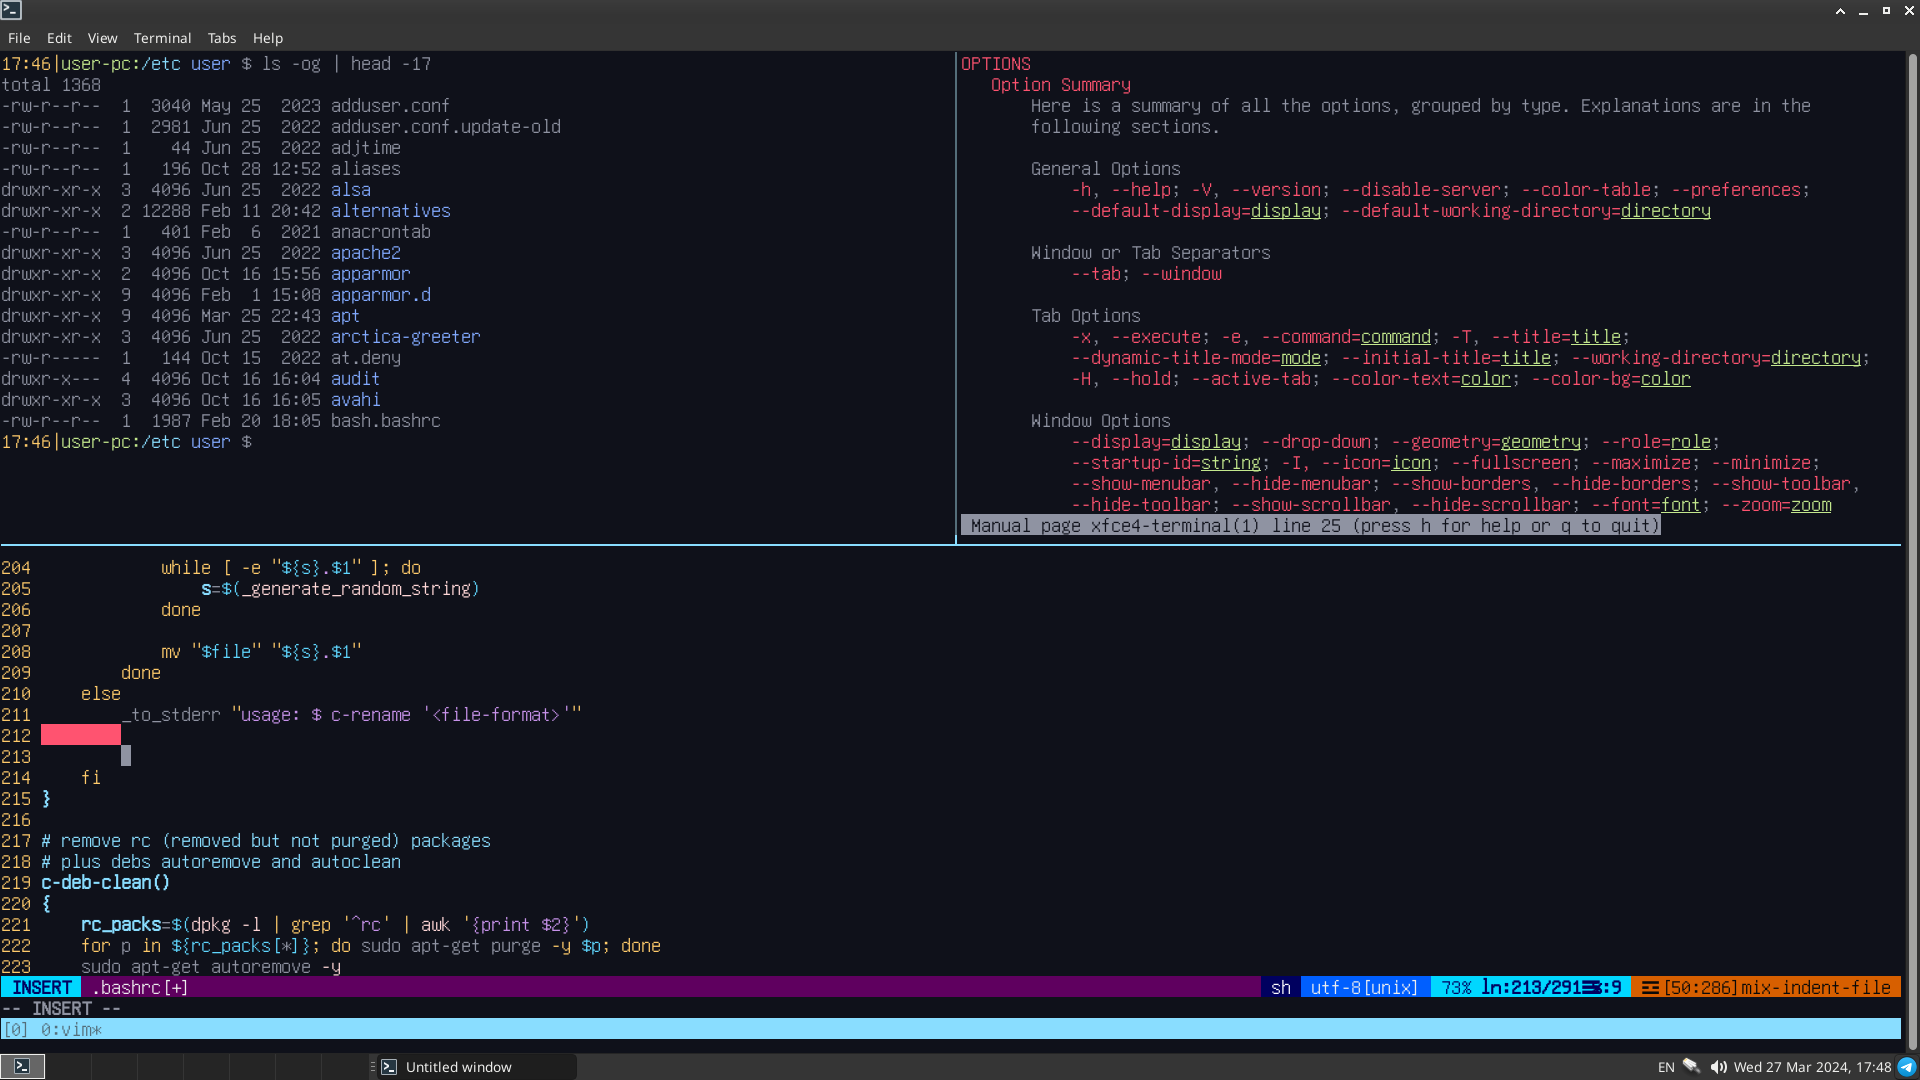 File Edit View Terminal Tabs Help
17:46|user-pc:/etc user $ ls -og | head -17
total 1368
-rw-r--r--  1  3040 May 25  2023 adduser.conf
-rw-r--r--  1  2981 Jun 25  2022 adduser.conf.update-old
-rw-r--r--  1    44 Jun 25  2022 adjtime
-rw-r--r--  1   196 Oct 28 12:52 aliases
drwxr-xr-x  3  4096 Jun 25  2022 alsa
drwxr-xr-x  2 12288 Feb 11 20:42 alternatives
-rw-r--r--  1   401 Feb  6  2021 anacrontab
drwxr-xr-x  3  4096 Jun 25  2022 apache2
drwxr-xr-x  2  4096 Oct 16 15:56 apparmor
drwxr-xr-x  9  4096 Feb  1 15:08 apparmor.d
drwxr-xr-x  9  4096 Mar 25 22:43 apt
drwxr-xr-x  3  4096 Jun 25  2022 arctica-greeter
-rw-r-----  1   144 Oct 15  2022 at.deny
drwxr-x---  4  4096 Oct 16 16:04 audit
drwxr-xr-x  3  4096 Oct 16 16:05 avahi
-rw-r--r--  1  1987 Feb 20 18:05 bash.bashrc
17:46|user-pc:/etc user $
OPTIONS
Option Summary
Here is a summary of all the options, grouped by type. Explanations are in the
following sections.
General Options
-h, --help; -V, --version; --disable-server; --color-table; --preferences;
--default-display=display; --default-working-directory=directory
Window or Tab Separators
--tab; --window
Tab Options
-x, --execute; -e, --command=command; -T, --title=title;
--dynamic-title-mode=mode; --initial-title=title; --working-directory=directory;
-H, --hold; --active-tab; --color-text=color; --color-bg=color
Window Options
--display=display; --drop-down; --geometry=geometry; --role=role;
--startup-id=string; -I, --icon=icon; --fullscreen; --maximize; --minimize;
--show-menubar, --hide-menubar; --show-borders, --hide-borders; --show-toolbar,
--hide-toolbar; --show-scrollbar, --hide-scrollbar; --font=font; --zoom=zoom
Manual page xfce4-terminal(1) line 25 (press h for help or q to quit)
204             while [ -e "${s}.$1" ]; do
205                 s=$(_generate_random_string)
206             done
207
208             mv "$file" "${s}.$1"
209         done
210     else
211         _to_stderr "usage: $ c-rename '<file-format>'"
212
213
214     fi
215 }
216
217 # remove rc (removed but not purged) packages
218 # plus debs autoremove and autoclean
219 c-deb-clean()
220 {
221     rc_packs=$(dpkg -l | grep '^rc' | awk '{print $2}')
222     for p in ${rc_packs[*]}; do sudo apt-get purge -y $p; done
223     sudo apt-get autoremove -y
INSERT .bashrc[+] sh utf-8[unix] 73% ln:213/291☰:9 ☲[50:286]mix-indent-file
-- INSERT --
[0] 0:vim*
Untitled window EN Wed 27 Mar 2024, 17:48